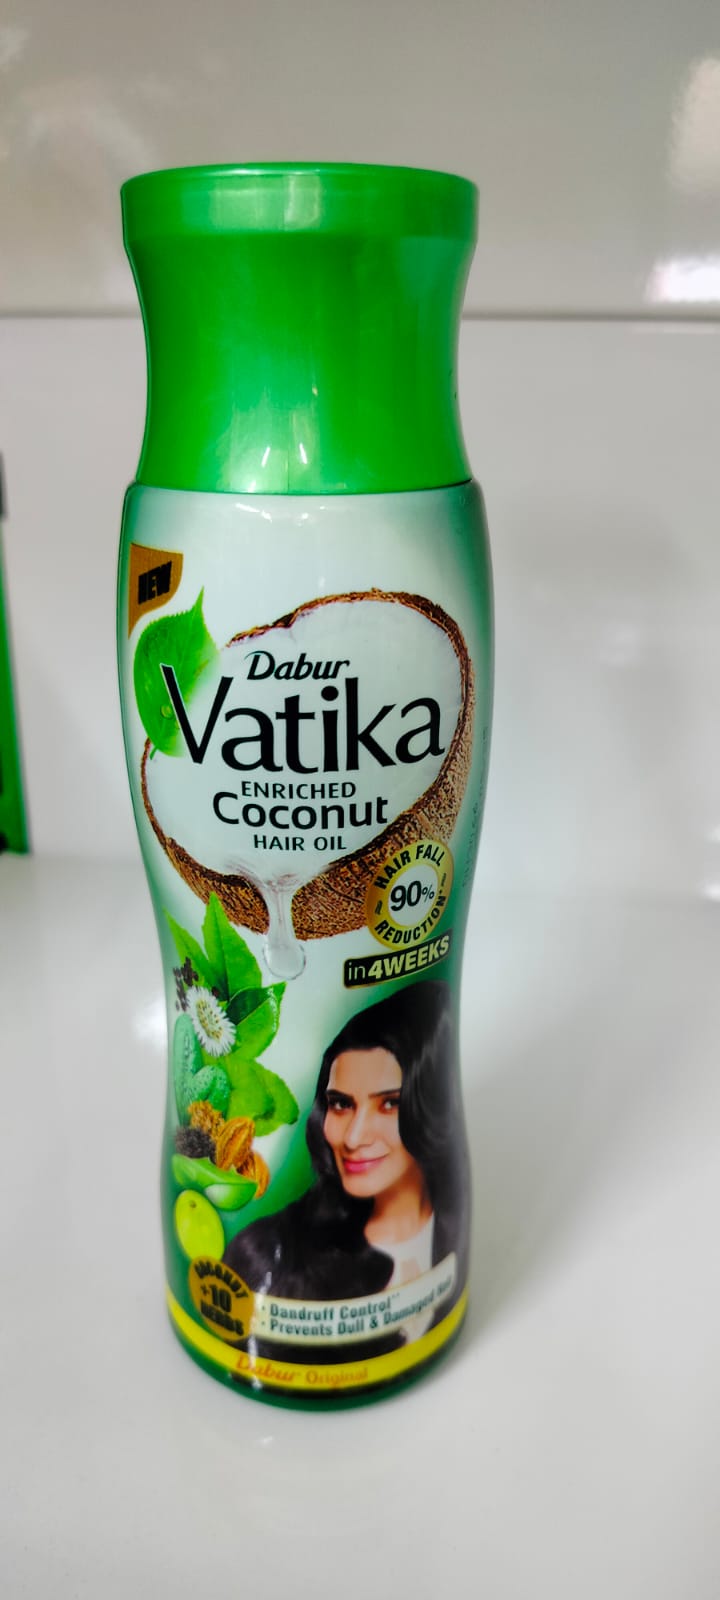 NEW
Dabur
Vatika
ENRICHED
Coconut
HAIR OIL
HAIR FALL
90%
REDUCTION*
in 4WEEKS
COCONUT
+10
HERBS
• Dandruff Control**
• Prevents Dull & Damaged Hair
Dabur Original